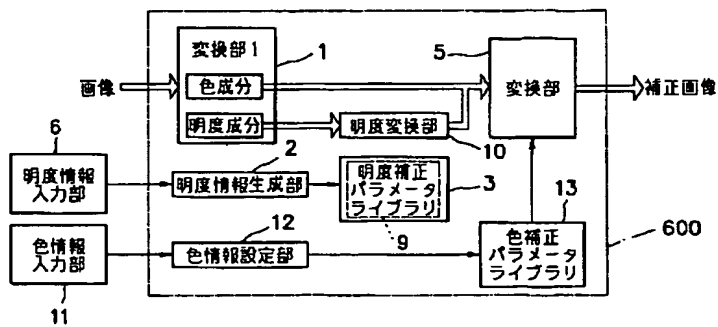 変換部1
1
5
画像
色成分
変換部
補正画像
明度成分
明度変換部
10
6
2
明度情報
入力部
明度情報生成部
明度補正
パラメータ
ライブラリ
3
9
13
12
色情報
入力部
色情報設定部
色補正
パラメータ
ライブラリ
600
11